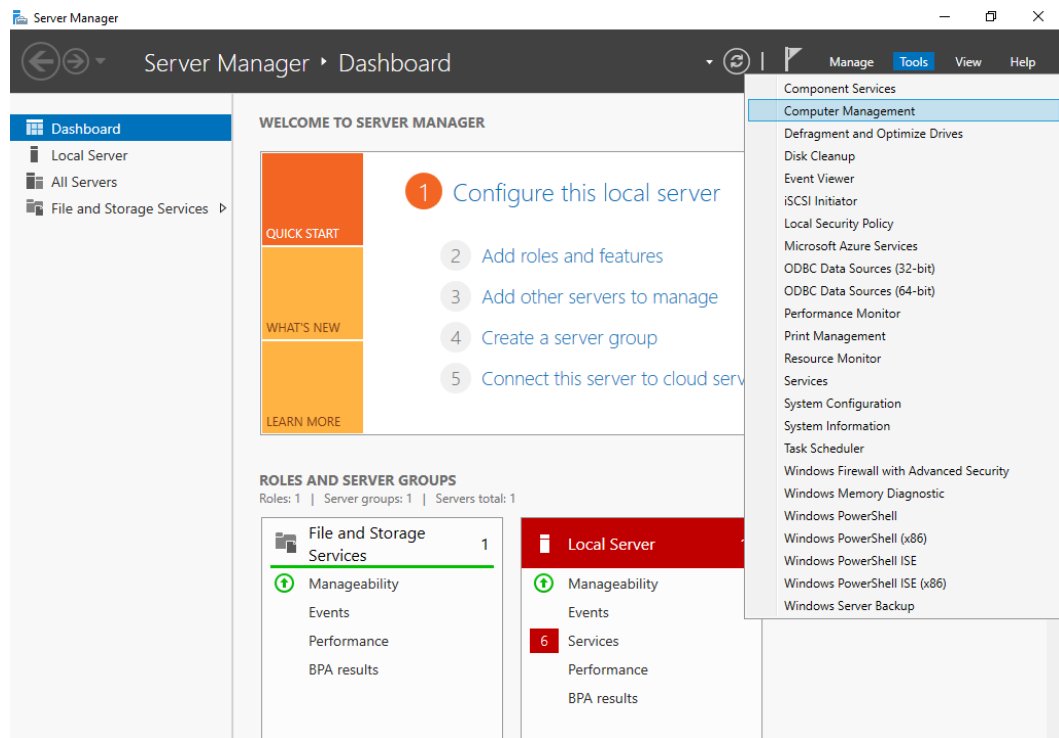 Server Manager
Server Manager ‣ Dashboard
Manage Tools View Help
Dashboard
Local Server
All Servers
File and Storage Services
WELCOME TO SERVER MANAGER
QUICK START
WHAT'S NEW
LEARN MORE
1 Configure this local server
2 Add roles and features
3 Add other servers to manage
4 Create a server group
5 Connect this server to cloud serv
ROLES AND SERVER GROUPS
Roles: 1 | Server groups: 1 | Servers total: 1
File and Storage
Services
1
Manageability
Events
Performance
BPA results
Local Server
Manageability
Events
6 Services
Performance
BPA results
Component Services
Computer Management
Defragment and Optimize Drives
Disk Cleanup
Event Viewer
iSCSI Initiator
Local Security Policy
Microsoft Azure Services
ODBC Data Sources (32-bit)
ODBC Data Sources (64-bit)
Performance Monitor
Print Management
Resource Monitor
Services
System Configuration
System Information
Task Scheduler
Windows Firewall with Advanced Security
Windows Memory Diagnostic
Windows PowerShell
Windows PowerShell (x86)
Windows PowerShell ISE
Windows PowerShell ISE (x86)
Windows Server Backup